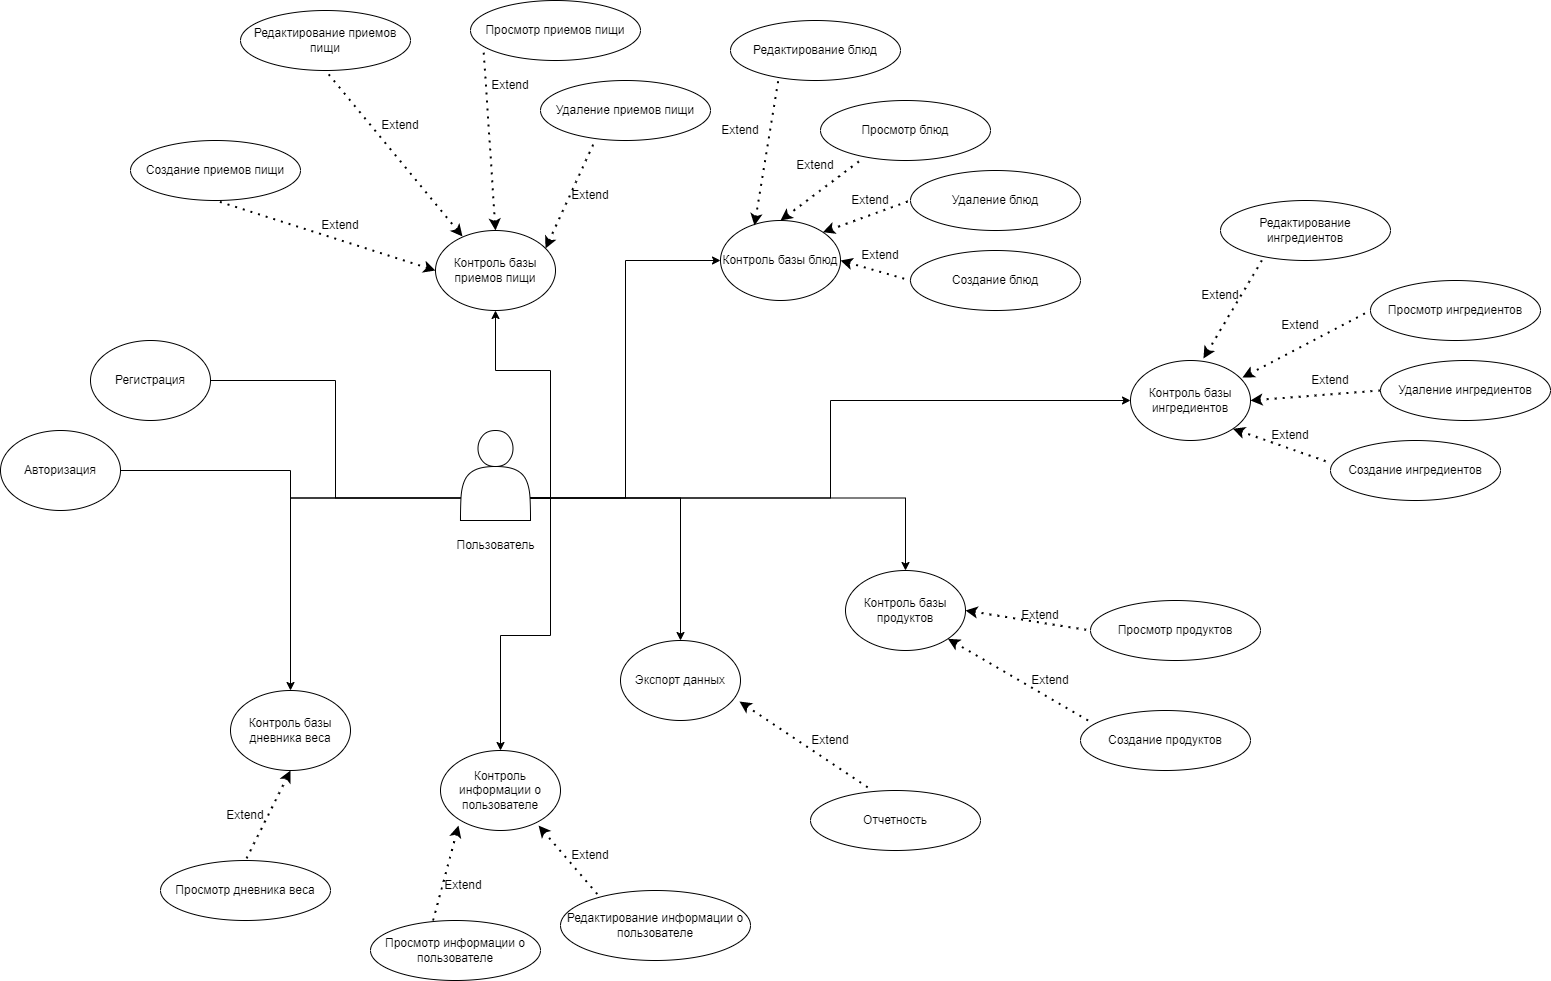 Редактирование приемов
пищи
Просмотр приемов пищи
Extend
Удаление приемов пищи
Extend
Создание приемов пищи
Extend
Extend
Контроль базы
приемов пищи
Редактирование блюд
Extend
Просмотр блюд
Extend
Удаление блюд
Extend
Создание блюд
Extend
Контроль базы блюд
Редактирование
ингредиентов
Extend
Просмотр ингредиентов
Extend
Удаление ингредиентов
Extend
Создание ингредиентов
Extend
Контроль базы
ингредиентов
Регистрация
Авторизация
Пользователь
Контроль базы
продуктов
Extend
Просмотр продуктов
Extend
Создание продуктов
Экспорт данных
Extend
Отчетность
Контроль базы
дневника веса
Extend
Просмотр дневника веса
Контроль
информации о
пользователе
Extend
Extend
Редактирование информации о
пользователе
Просмотр информации о
пользователе